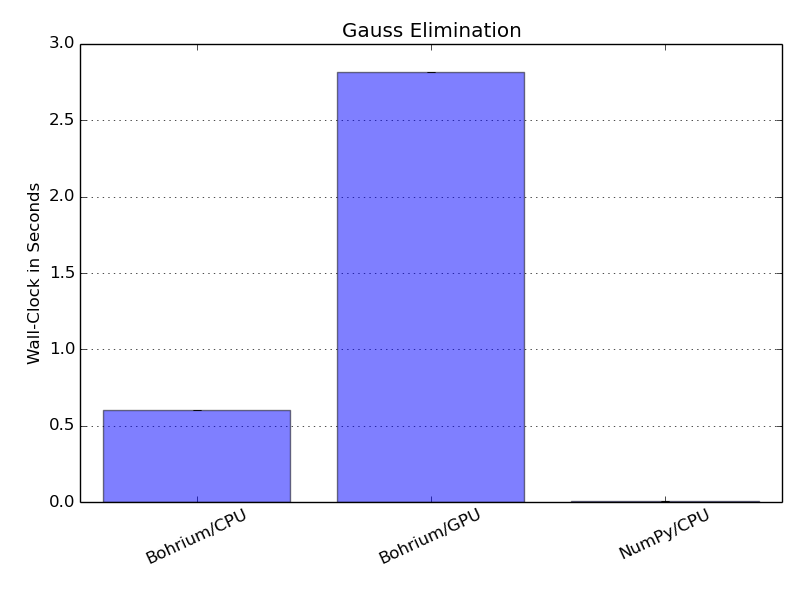 Gauss Elimination
Wall-Clock in Seconds
3.0
2.5
2.0
1.5
1.0
0.5
0.0
Bohrium/CPU
Bohrium/GPU
NumPy/CPU